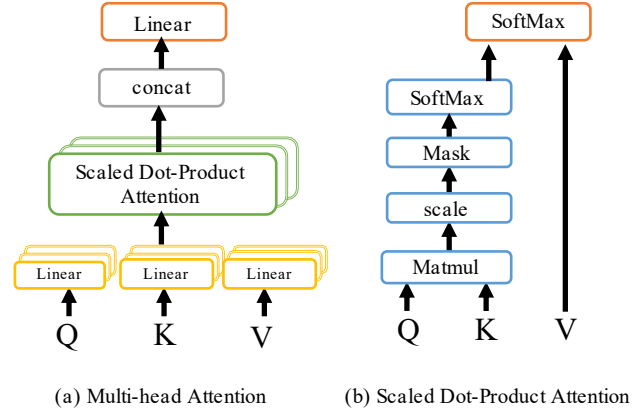 Linear
concat
Scaled Dot-Product
Attention
Linear
Linear
Linear
Q
K
V
(a) Multi-head Attention
SoftMax
SoftMax
Mask
scale
Matmul
Q
K
V
(b) Scaled Dot-Product Attention